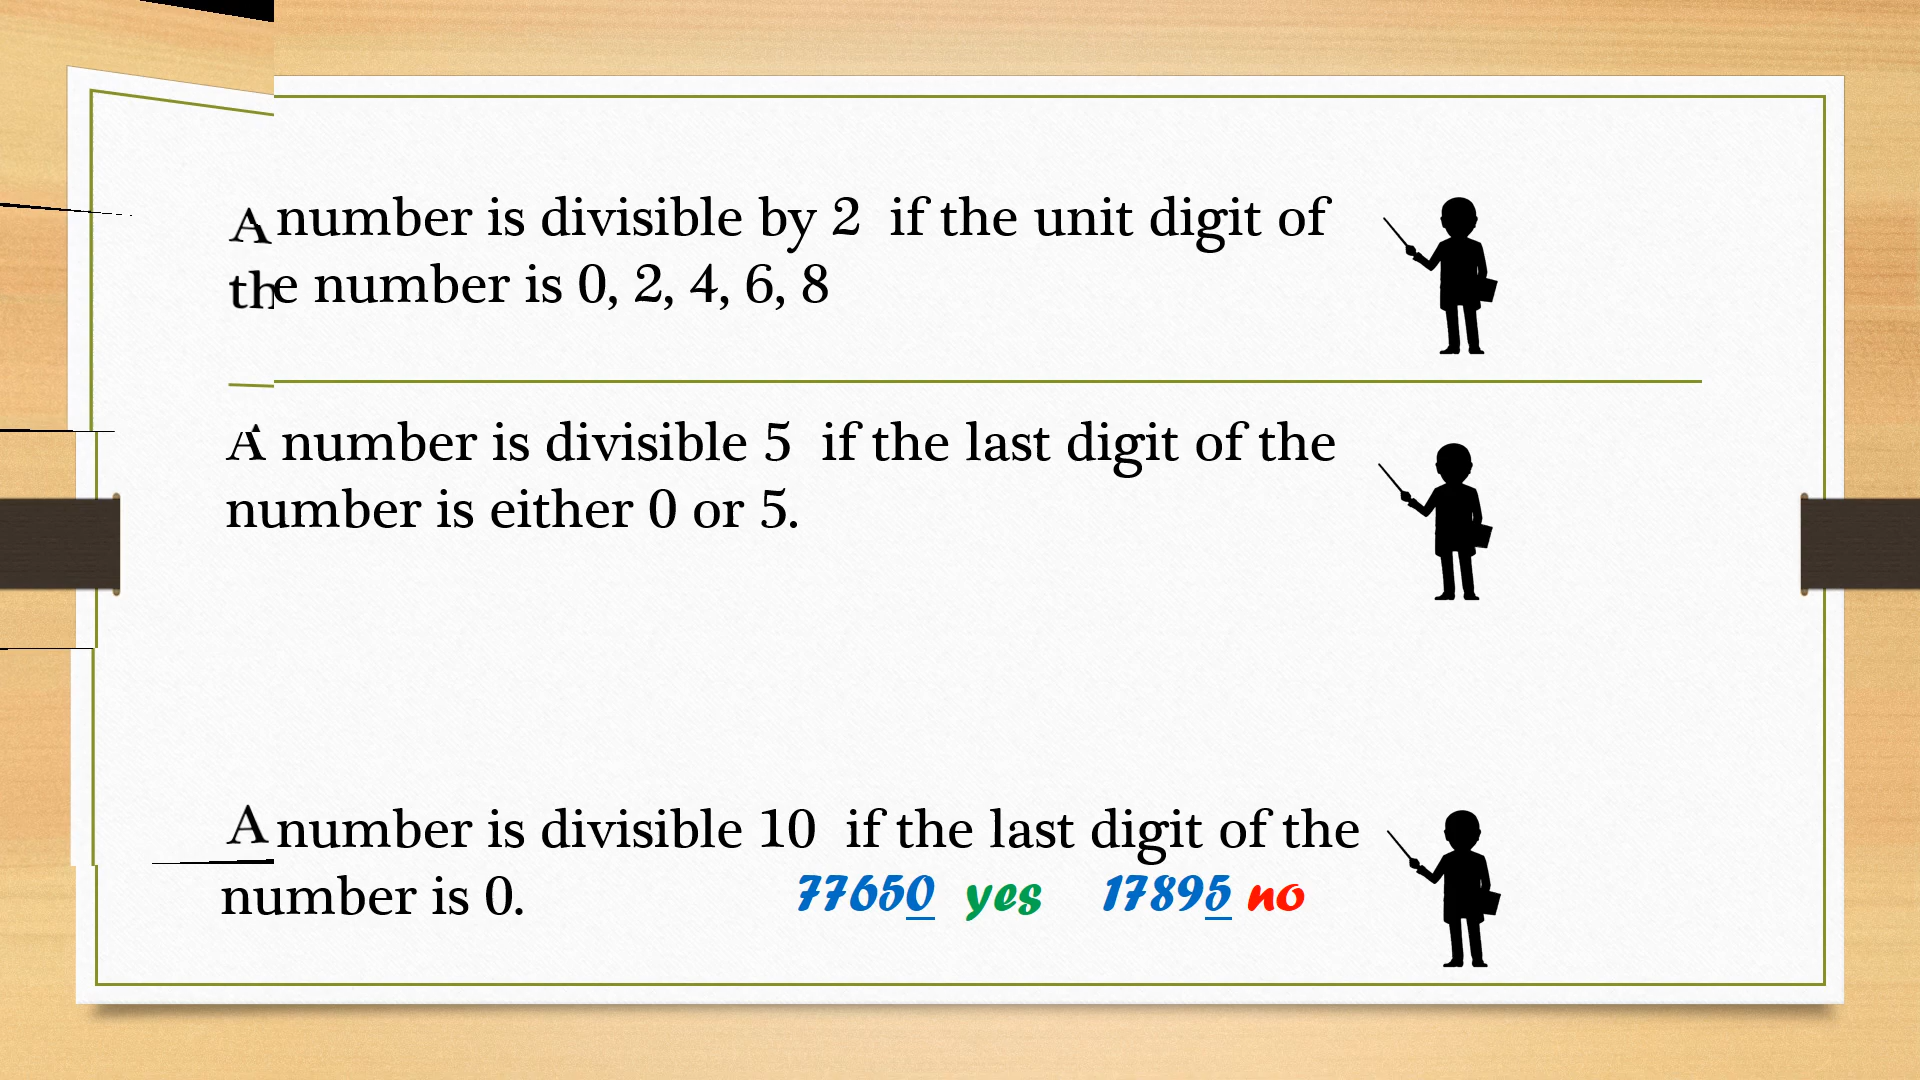 A number is divisible by 2 if the unit digit of
the number is 0, 2, 4, 6, 8
A number is divisible 5 if the last digit of the
number is either 0 or 5.
A number is divisible 10 if the last digit of the
number is 0. 77650 yes 17895 no